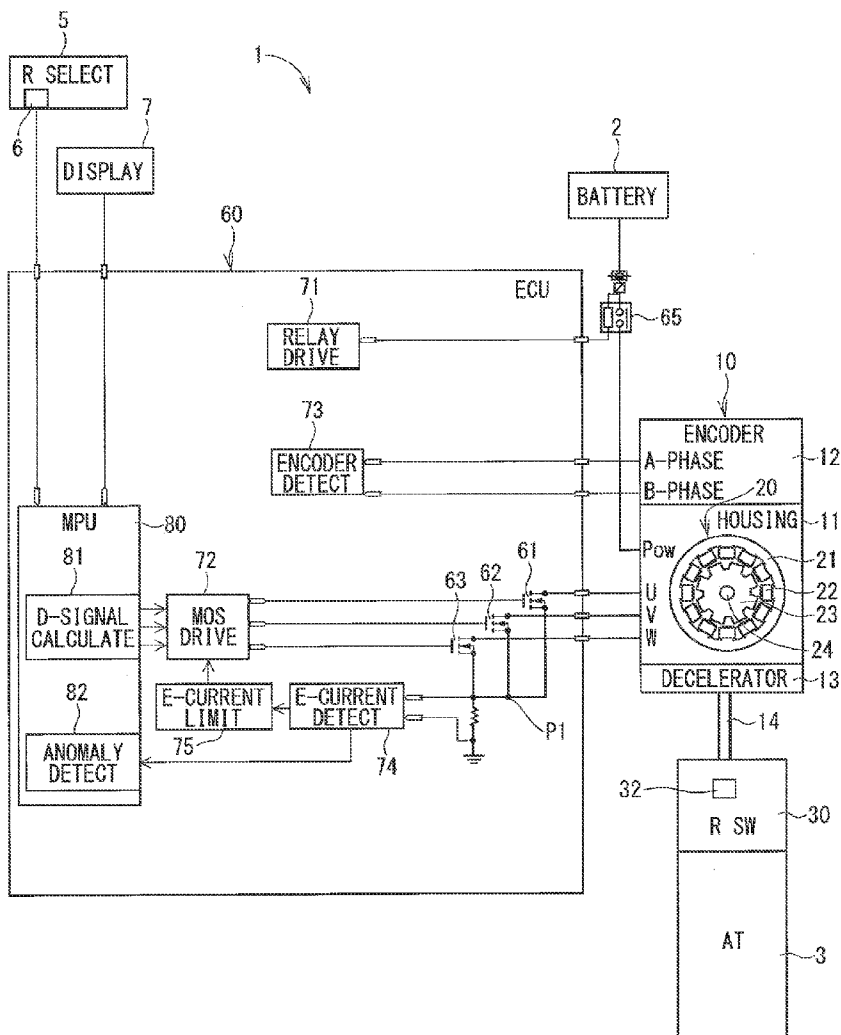 5
R SELECT
6
1
7
DISPLAY
2
BATTERY
60
ECU
71
RELAY
DRIVE
65
10
73
ENCODER
DETECT
ENCODER
A-PHASE
B-PHASE
12
20
HOUSING
11
MPU
80
81
D-SIGNAL
CALCULATE
72
MOS
DRIVE
63
62
61
Pow
U
V
W
21
22
23
24
82
ANOMALY
DETECT
E-CURRENT
LIMIT
75
E-CURRENT
DETECT
74
P1
DECELERATOR
13
14
32
R SW
30
AT
3